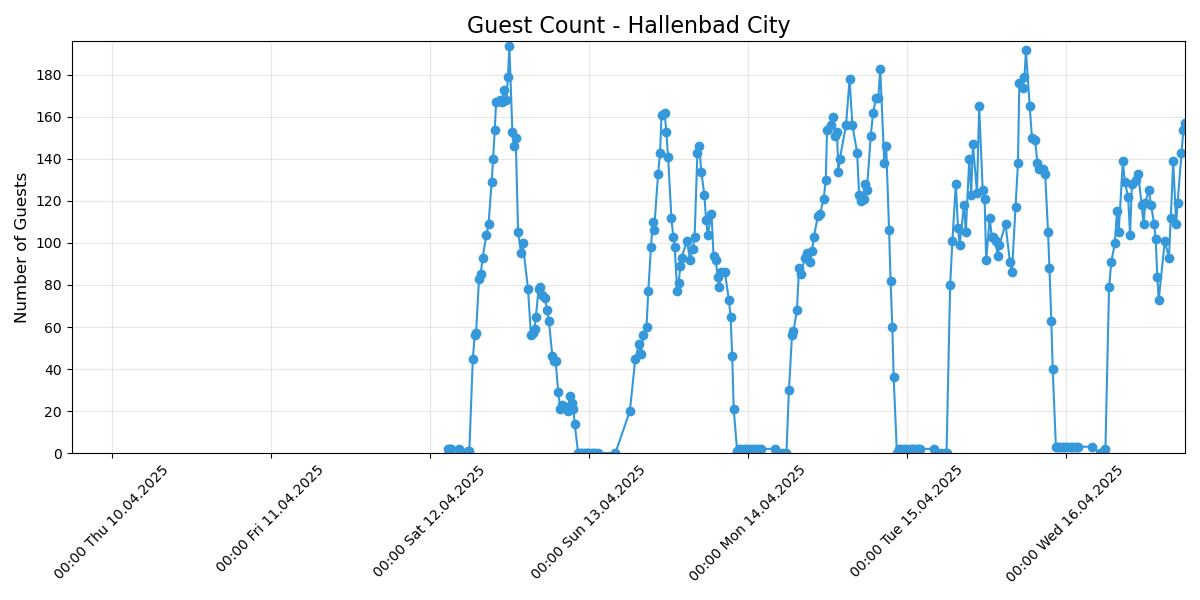 Guest Count - Hallenbad City
Number of Guests
180
160
140
120
100
80
60
40
20
0
00:00 Thu 10.04.2025
00:00 Fri 11.04.2025
00:00 Sat 12.04.2025
00:00 Sun 13.04.2025
00:00 Mon 14.04.2025
00:00 Tue 15.04.2025
00:00 Wed 16.04.2025